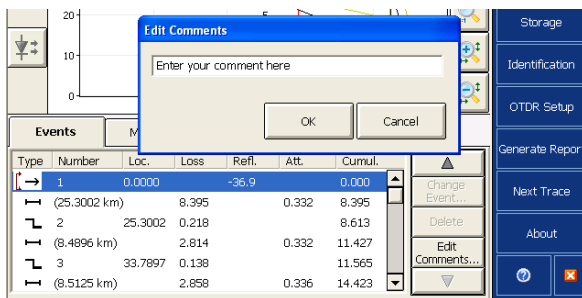 20
10
0
Edit Comments
Enter your comment here
OK
Cancel
Storage
Identification
OTDR Setup
Generate Repor
Next Trace
About
Events
M
Type Number Loc. Loss Refl. Att. Cumul.
1 0.0000 -36.9 0.000
(25.3002 km) 8.395 0.332 8.395
2 25.3002 0.218 8.613
(8.4896 km) 2.814 0.332 11.427
3 33.7897 0.138 11.565
(8.5125 km) 2.858 0.336 14.423
Change
Event...
Delete
Edit
Comments...